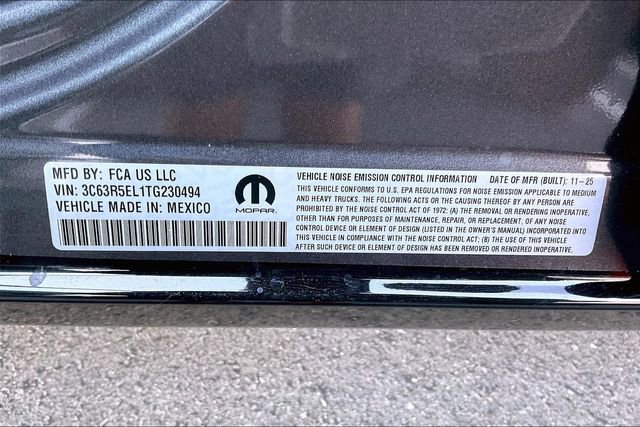 MFD BY: FCA US LLC
VIN: 3C63R5EL1TG230494
VEHICLE MADE IN: MEXICO
MOPAR
VEHICLE NOISE EMISSION CONTROL INFORMATION DATE OF MFR (BUILT): 11-25
THIS VEHICLE CONFORMS TO U.S. EPA REGULATIONS FOR NOISE EMISSION APPLICABLE TO MEDIUM
AND HEAVY TRUCKS. THE FOLLOWING ACTS OR THE CAUSING THEREOF BY ANY PERSON ARE
PROHIBITED BY THE NOISE CONTROL ACT OF 1972: (A) THE REMOVAL OR RENDERING INOPERATIVE,
OTHER THAN FOR PURPOSES OF MAINTENANCE, REPAIR, OR REPLACEMENT, OF ANY NOISE
CONTROL DEVICE OR ELEMENT OF DESIGN (LISTED IN THE OWNER'S MANUAL) INCORPORATED INTO
THIS VEHICLE IN COMPLIANCE WITH THE NOISE CONTROL ACT; (B) THE USE OF THIS VEHICLE
AFTER SUCH DEVICE OR ELEMENT OF DESIGN HAS BEEN REMOVED OR RENDERED INOPERATIVE.